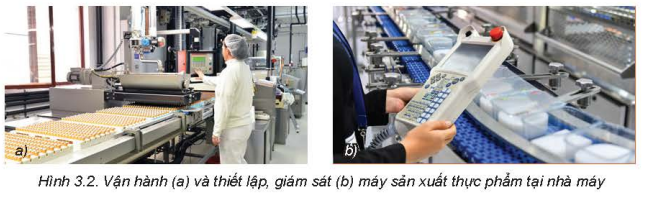 a)
b)
Hình 3.2. Vận hành (a) và thiết lập, giám sát (b) máy sản xuất thực phẩm tại nhà máy